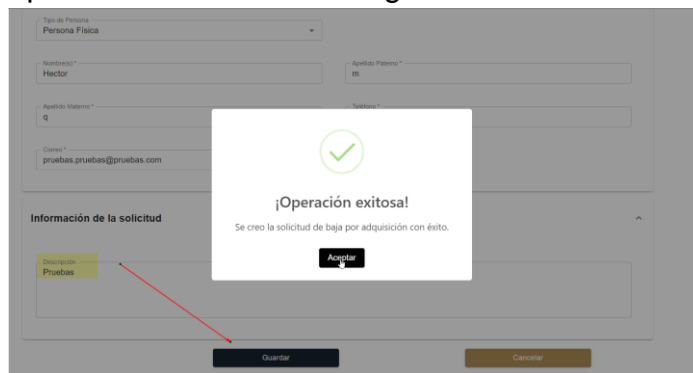 Tipo de Persona
Persona Física
Nombre(s) *
Hector
Apellido Paterno *
m
Apellido Materno *
q
Teléfono *
Correo *
pruebas.pruebas@pruebas.com
¡Operación exitosa!
Se creo la solicitud de baja por adquisición con éxito.
Aceptar
Información de la solicitud
Descripción
Pruebas
Guardar
Cancelar